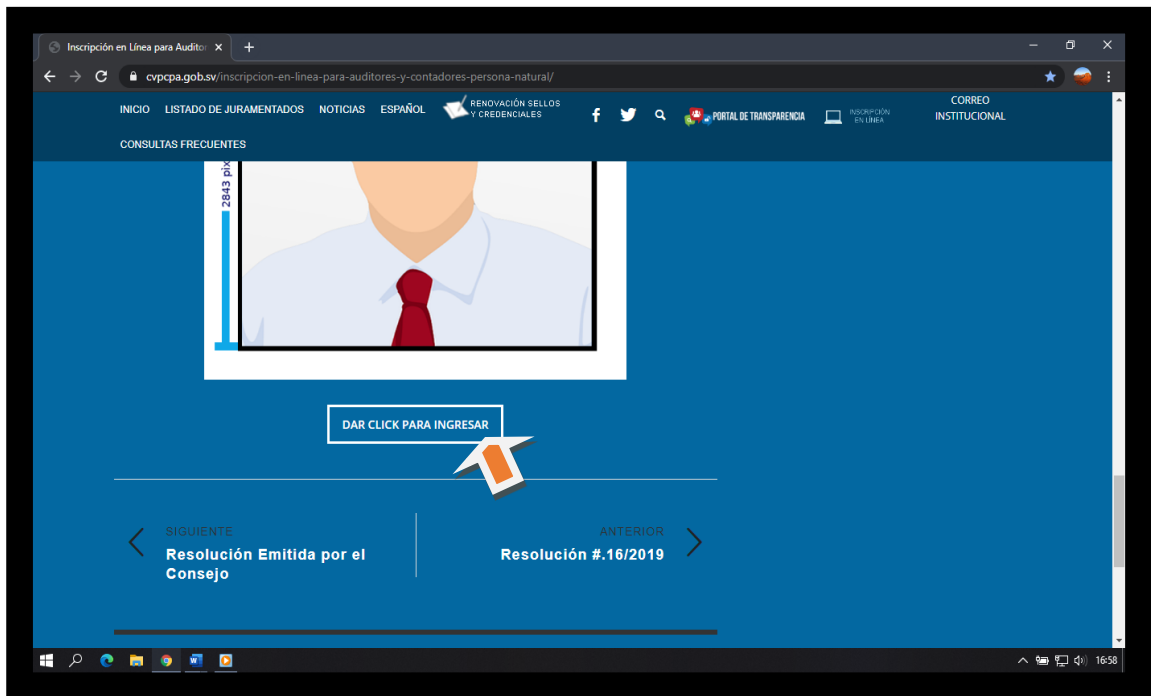 Inscripción en Línea para Auditor
cvpcpa.gob.sv/inscripcion-en-linea-para-auditores-y-contadores-persona-natural/
INICIO LISTADO DE JURAMENTADOS NOTICIAS ESPAÑOL RENOVACIÓN SELLOS
Y CREDENCIALES
PORTAL DE TRANSPARENCIA
INSCRIPCIÓN
EN LÍNEA
CORREO
INSTITUCIONAL
CONSULTAS FRECUENTES
2843 pix
DAR CLICK PARA INGRESAR
SIGUIENTE
Resolución Emitida por el
Consejo
ANTERIOR
Resolución #.16/2019
16:58